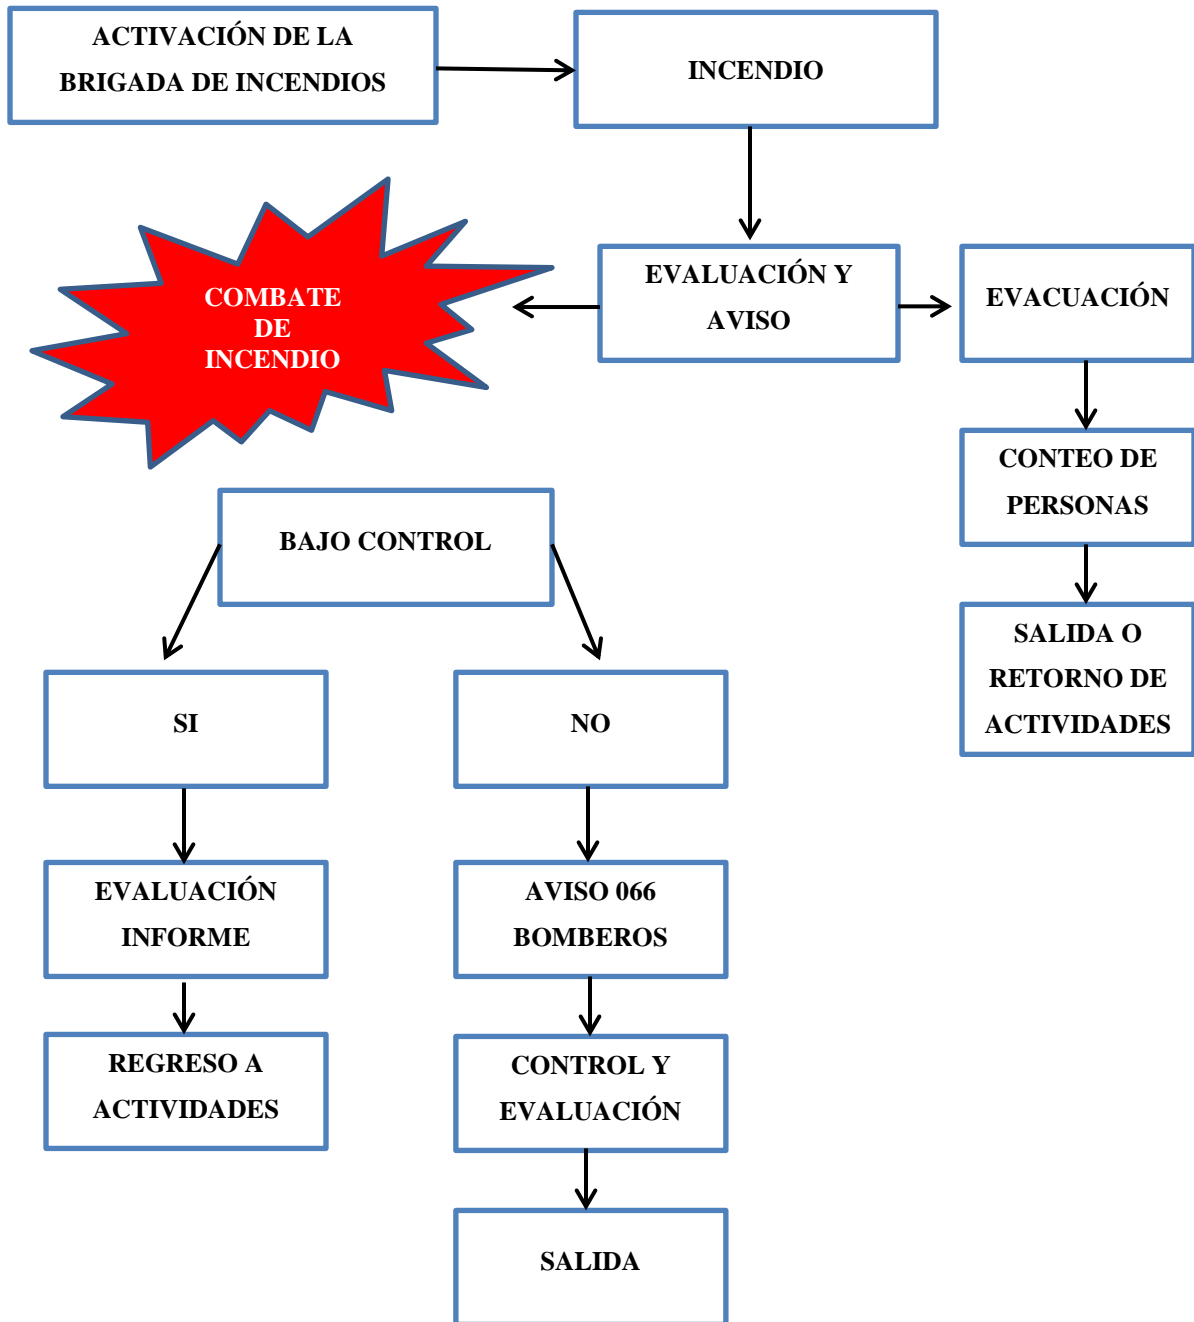 ACTIVACIÓN DE LA
BRIGADA DE INCENDIOS
INCENDIO
COMBATE
DE
INCENDIO
EVALUACIÓN Y
AVISO
EVACUACIÓN
CONTEO DE
PERSONAS
SALIDA O
RETORNO DE
ACTIVIDADES
BAJO CONTROL
SI
NO
EVALUACIÓN
INFORME
AVISO 066
BOMBEROS
REGRESO A
ACTIVIDADES
CONTROL Y
EVALUACIÓN
SALIDA